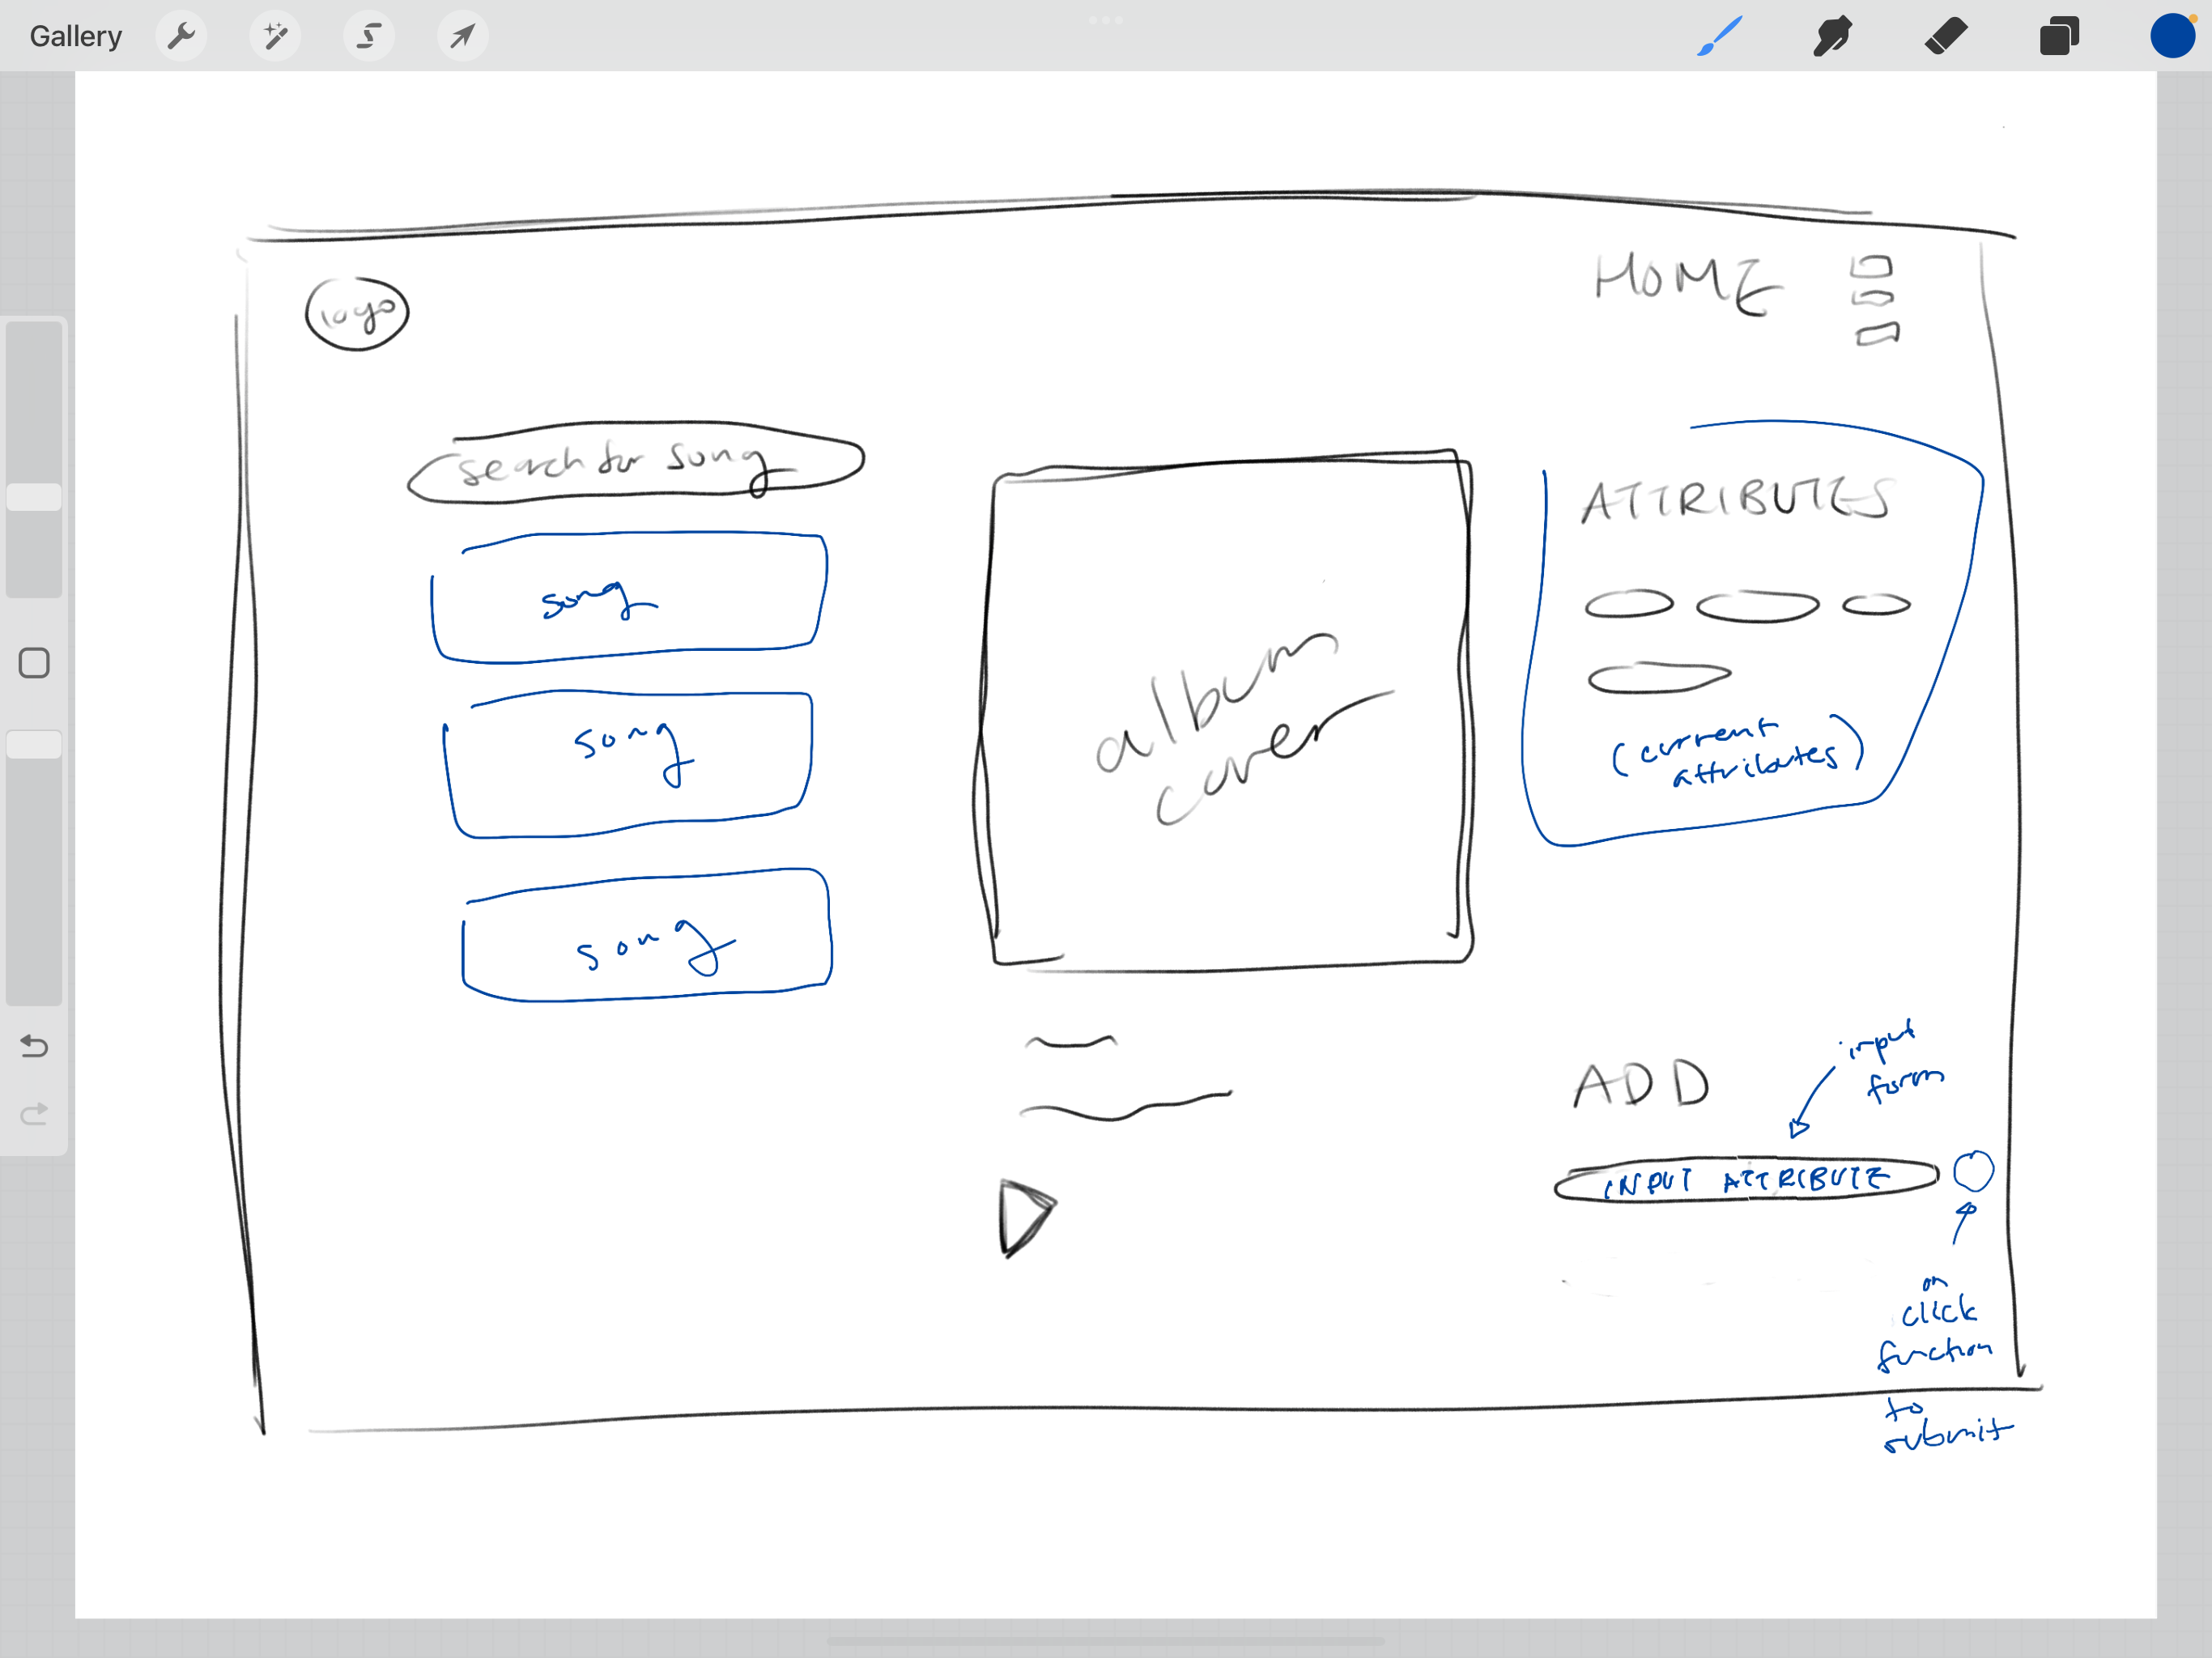 Gallery
logo
HOME
search for song
song
song
song
album
cover
ATTRIBUTES
(current
attributes)
ADD
input
form
INPUT ATTRIBUTE
on
click
function
to
submit